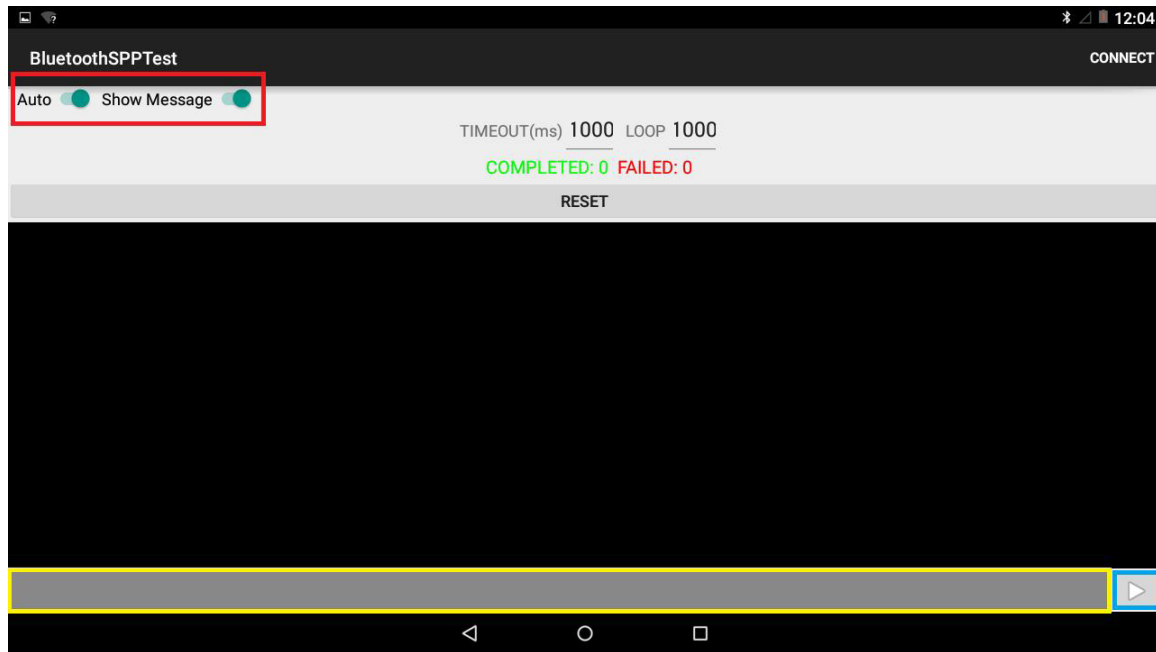 12:04
BluetoothSPPTest CONNECT
Auto Show Message
TIMEOUT(ms) 1000 LOOP 1000
COMPLETED: 0 FAILED: 0
RESET